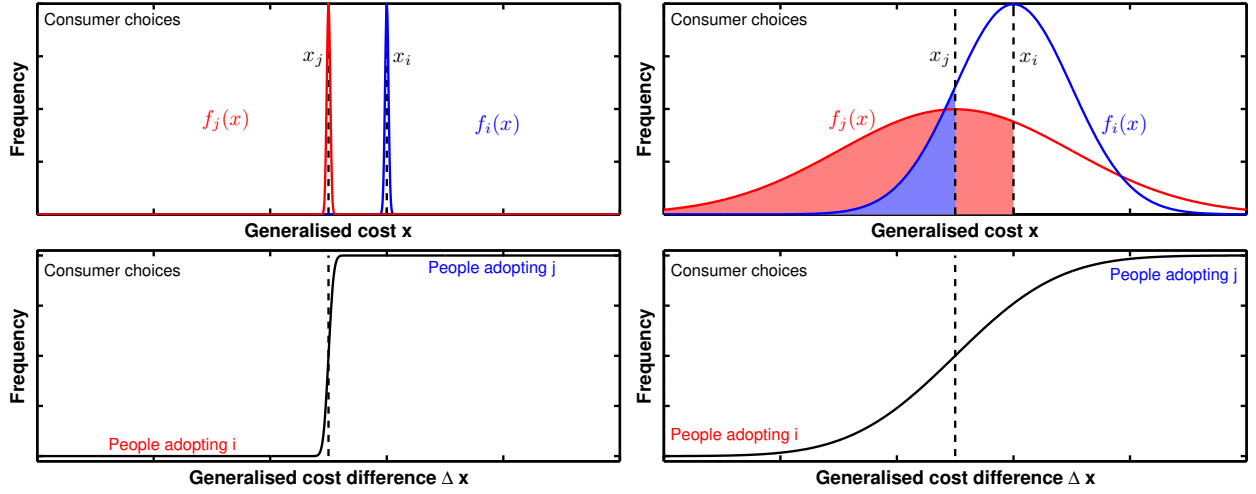 Consumer choices
x_j
x_i
f_j(x)
f_i(x)
Frequency
Generalised cost x
Consumer choices
x_j
x_i
f_j(x)
f_i(x)
Frequency
Generalised cost x
Consumer choices
People adopting j
People adopting i
Frequency
Generalised cost difference Δ x
Consumer choices
People adopting j
People adopting i
Frequency
Generalised cost difference Δ x